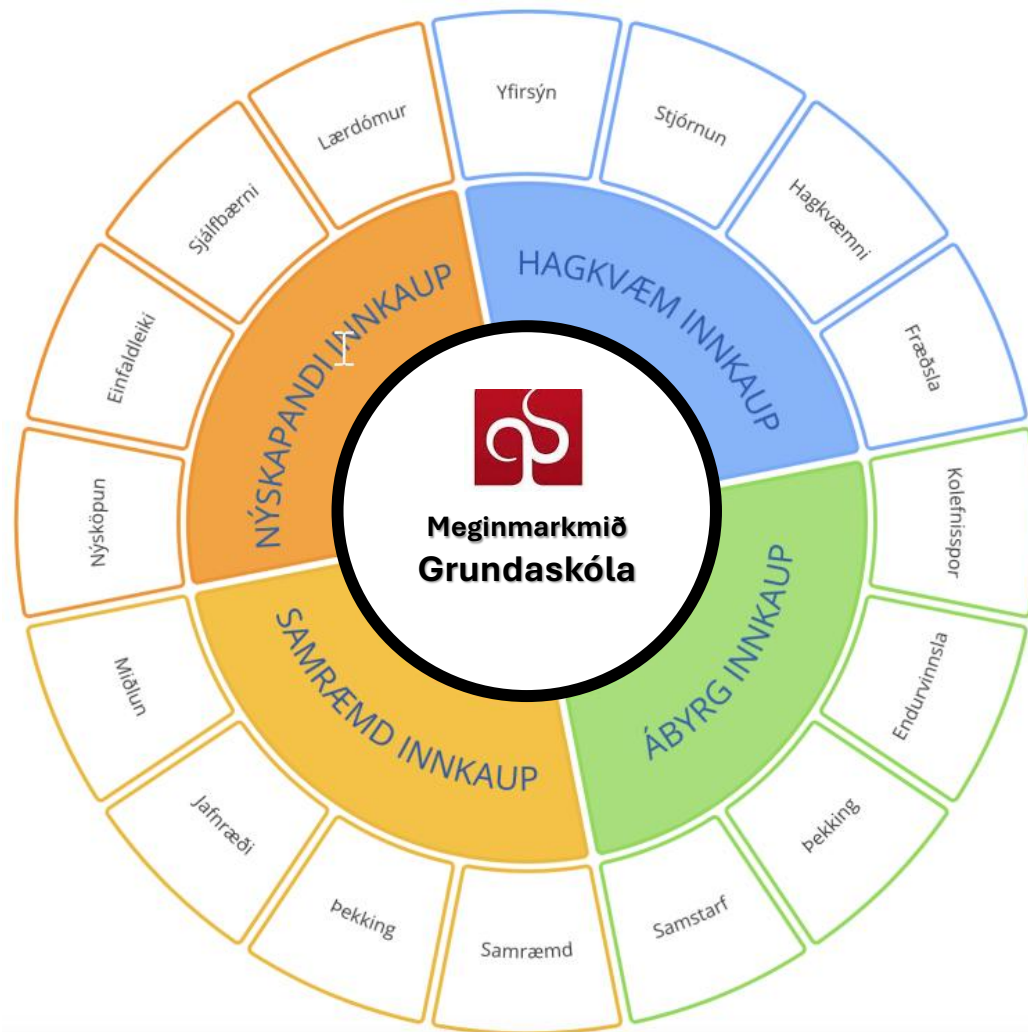 Meginmarkmið
Grundaskóla
HAGKVÆM INNKAUP
Yfirsýn
Stjórnun
Hagkvæmni
Fræðsla
ÁBYRG INNKAUP
Kolefnisspor
Endurvinnsla
Þekking
Samstarf
SAMRÆMD INNKAUP
Samræmd
Þekking
Jafnræði
Miðlun
NÝSKAPANDI INNKAUP
Nýsköpun
Einfaldleiki
Sjálfbærni
Lærdómur